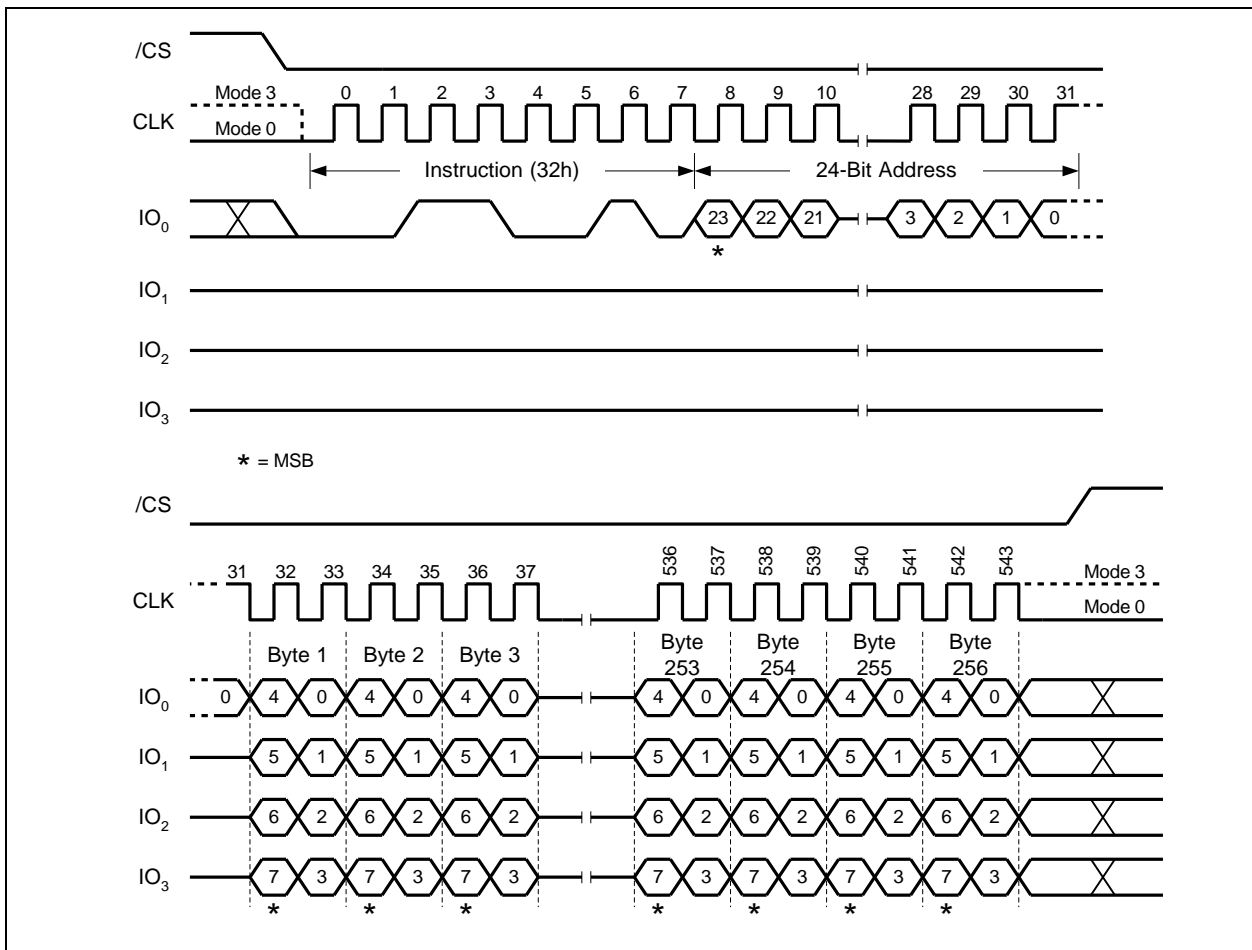 /CS
Mode 3 0 1 2 3 4 5 6 7 8 9 10 28 29 30 31
CLK
Mode 0
Instruction (32h) 24-Bit Address
IO0 23 22 21 3 2 1 0
*
IO1
IO2
IO3
* = MSB
/CS
31 32 33 34 35 36 37 536 537 538 539 540 541 542 543 Mode 3
CLK
Mode 0
Byte 1 Byte 2 Byte 3 Byte 253 Byte 254 Byte 255 Byte 256
IO0 0 4 0 4 0 4 0 4 0 4 0 4 0 4 0
IO1 5 1 5 1 5 1 5 1 5 1 5 1 5 1
IO2 6 2 6 2 6 2 6 2 6 2 6 2 6 2
IO3 7 3 7 3 7 3 7 3 7 3 7 3 7 3
* * * * * * *